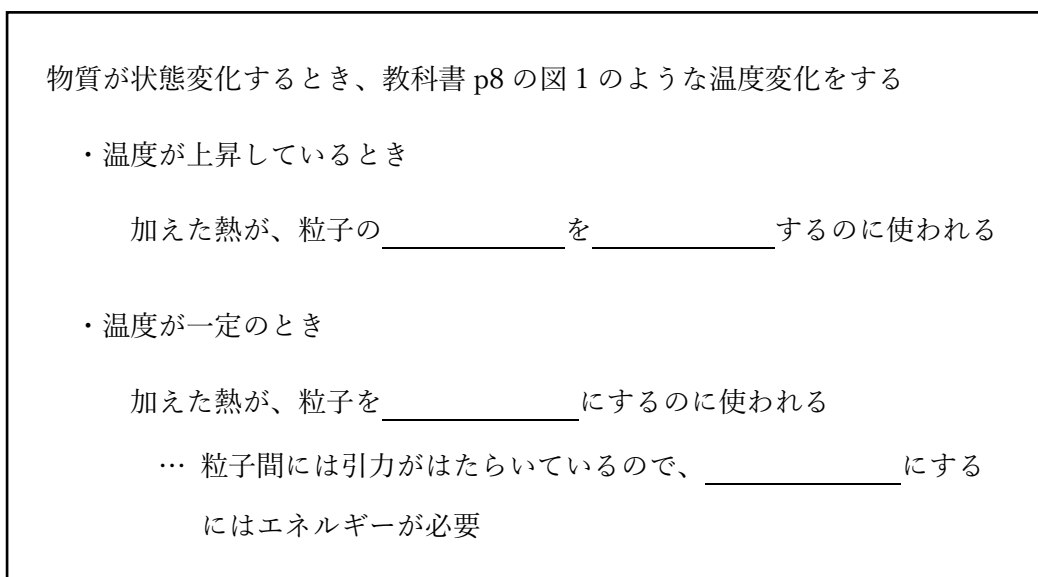 物質が状態変化するとき、教科書 p8 の図 1 のような温度変化をする
・温度が上昇しているとき
加えた熱が、粒子の＿＿＿＿＿＿を＿＿＿＿＿＿するのに使われる
・温度が一定のとき
加えた熱が、粒子を＿＿＿＿＿＿にするのに使われる
… 粒子間には引力がはたらいているので、＿＿＿＿＿＿にする
にはエネルギーが必要